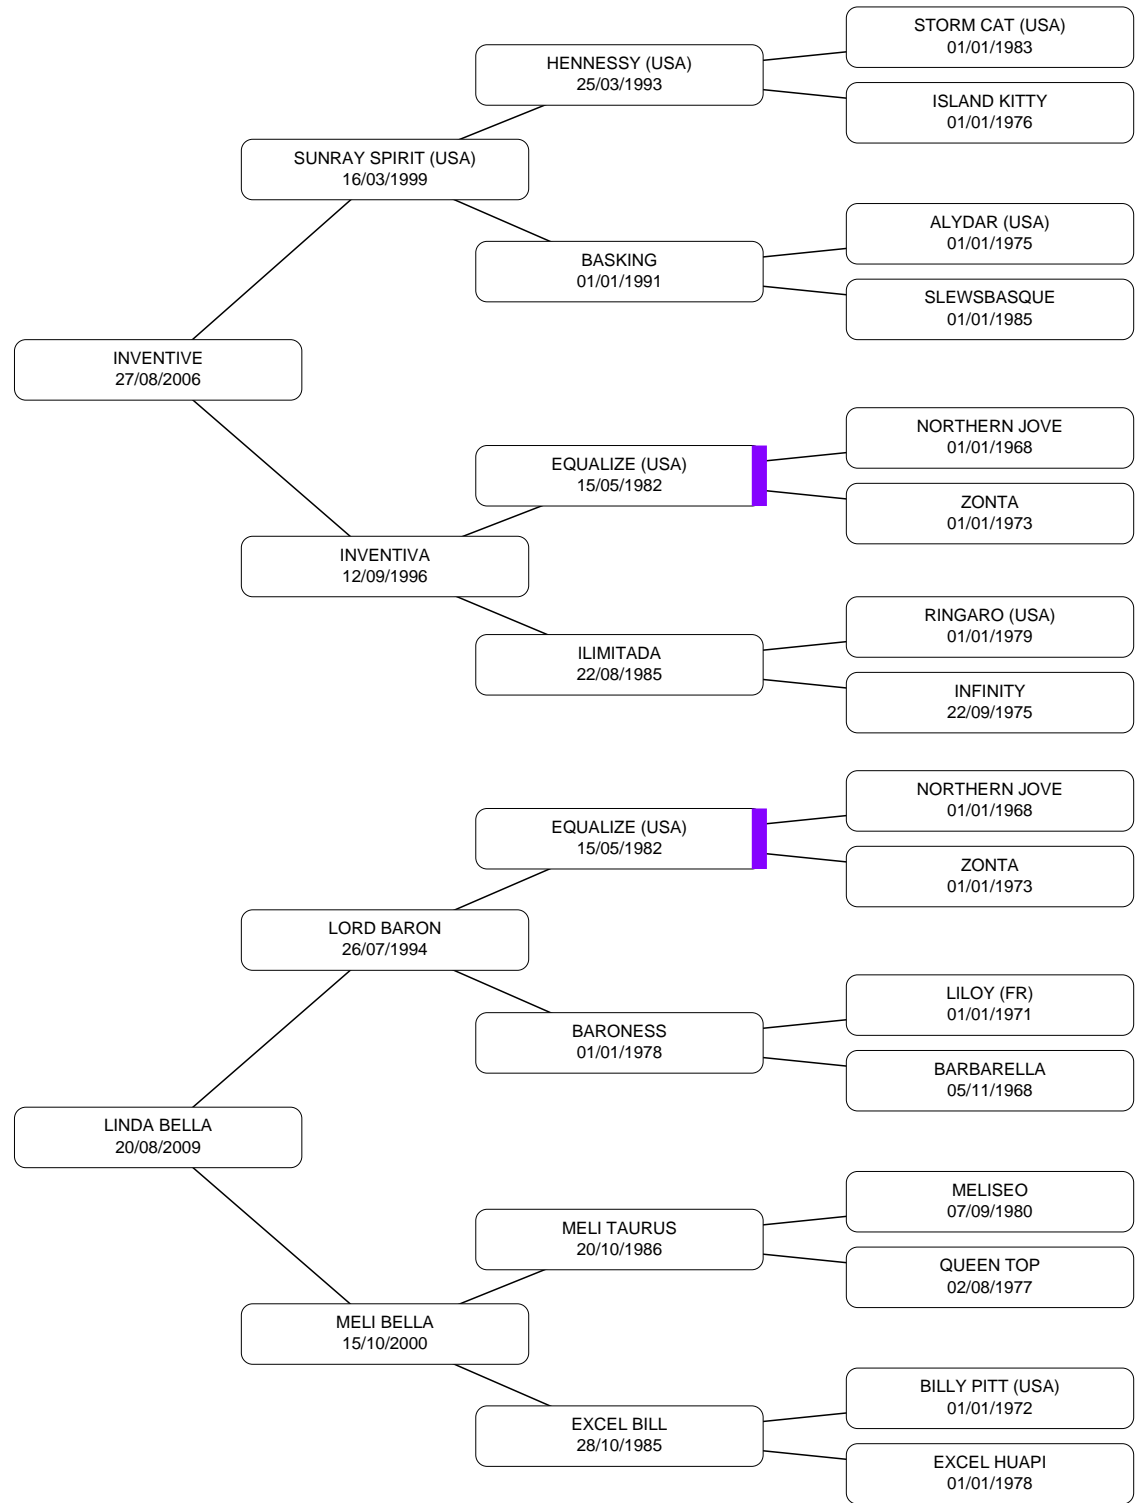 STORM CAT (USA)
01/01/1983
HENNESSY (USA)
25/03/1993
ISLAND KITTY
01/01/1976
SUNRAY SPIRIT (USA)
16/03/1999
ALYDAR (USA)
01/01/1975
BASKING
01/01/1991
SLEWSBASQUE
01/01/1985
INVENTIVE
27/08/2006
NORTHERN JOVE
01/01/1968
EQUALIZE (USA)
15/05/1982
ZONTA
01/01/1973
INVENTIVA
12/09/1996
RINGARO (USA)
01/01/1979
ILIMITADA
22/08/1985
INFINITY
22/09/1975
NORTHERN JOVE
01/01/1968
EQUALIZE (USA)
15/05/1982
ZONTA
01/01/1973
LORD BARON
26/07/1994
LILOY (FR)
01/01/1971
BARONESS
01/01/1978
BARBARELLA
05/11/1968
LINDA BELLA
20/08/2009
MELISEO
07/09/1980
MELI TAURUS
20/10/1986
QUEEN TOP
02/08/1977
MELI BELLA
15/10/2000
BILLY PITT (USA)
01/01/1972
EXCEL BILL
28/10/1985
EXCEL HUAPI
01/01/1978